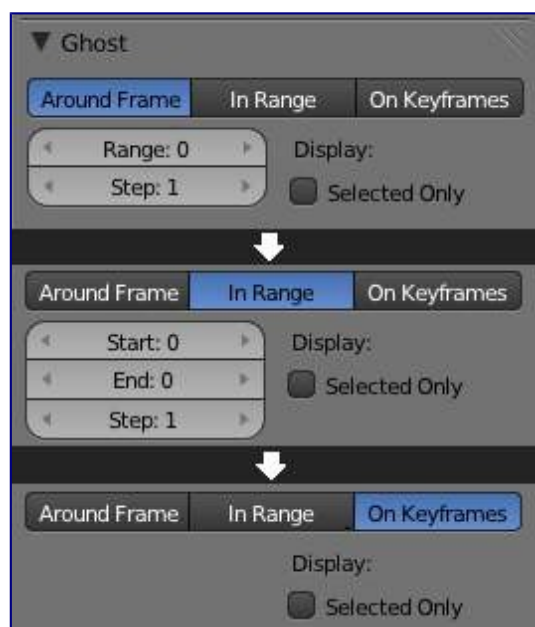 Ghost
Around Frame In Range On Keyframes
Range: 0 Display:
Step: 1 Selected Only
Around Frame In Range On Keyframes
Start: 0 Display:
End: 0 Selected Only
Step: 1
Around Frame In Range On Keyframes
Display:
Selected Only